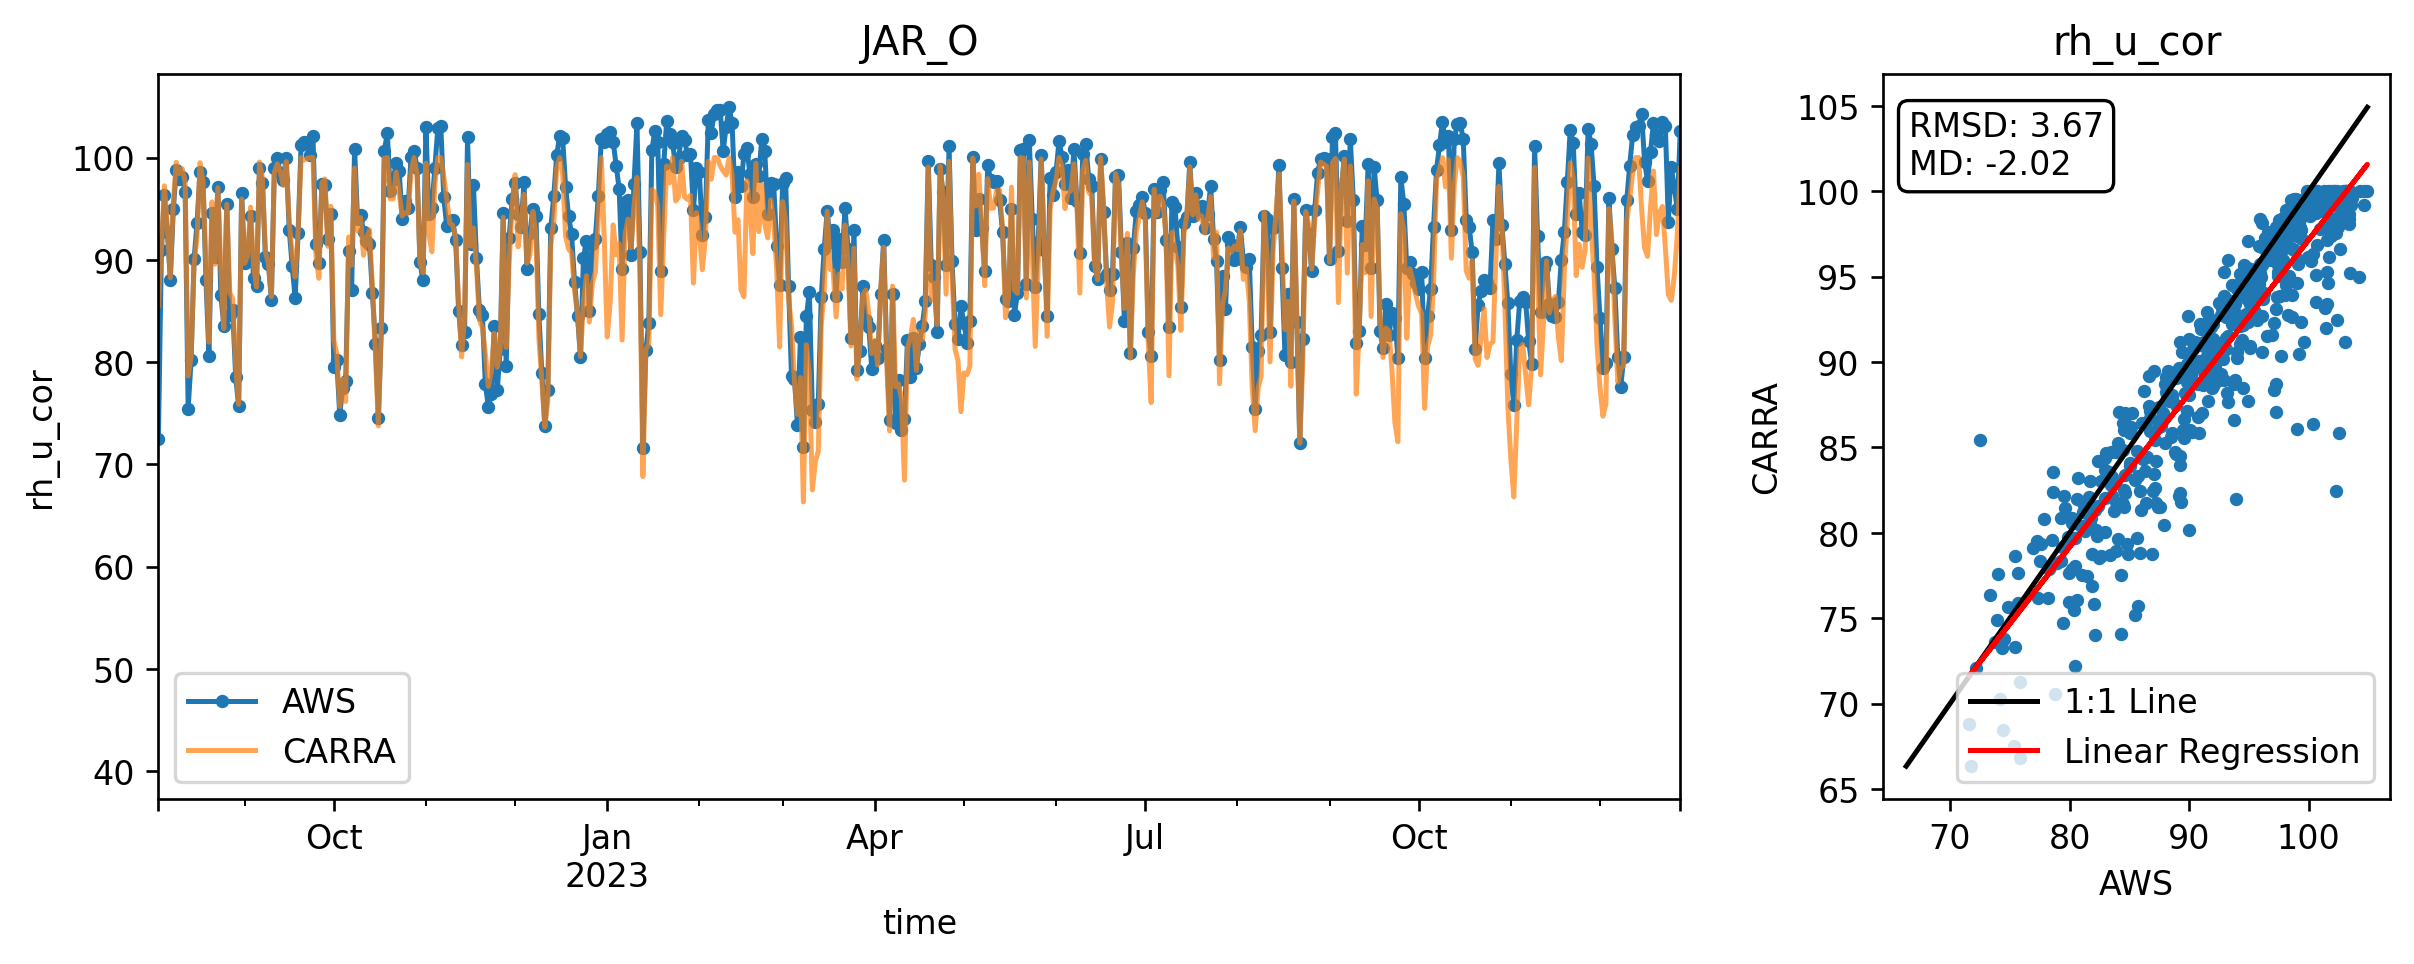 JAR_O
rh_u_cor
100
90
80
70
60
50
40
AWS
CARRA
Oct
Jan
2023
Apr
Jul
Oct
time
rh_u_cor
RMSD: 3.67
MD: -2.02
CARRA
105
100
95
90
85
80
75
70
65
1:1 Line
Linear Regression
70
80
90
100
AWS